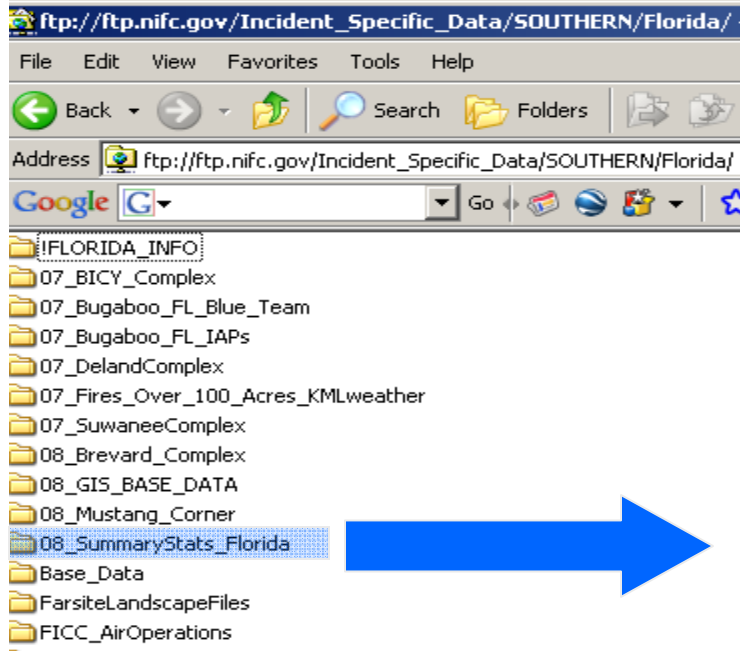 ftp://ftp.nifc.gov/Incident_Specific_Data/SOUTHERN/Florida/ -
File Edit View Favorites Tools Help
Back Search Folders
Address ftp://ftp.nifc.gov/Incident_Specific_Data/SOUTHERN/Florida/
Google G Go
!FLORIDA_INFO
07_BICY_Complex
07_Bugaboo_FL_Blue_Team
07_Bugaboo_FL_IAPs
07_DelandComplex
07_Fires_Over_100_Acres_KMLweather
07_SuwaneeComplex
08_Brevard_Complex
08_GIS_BASE_DATA
08_Mustang_Corner
08_SummaryStats_Florida
Base_Data
FarsiteLandscapeFiles
FICC_AirOperations